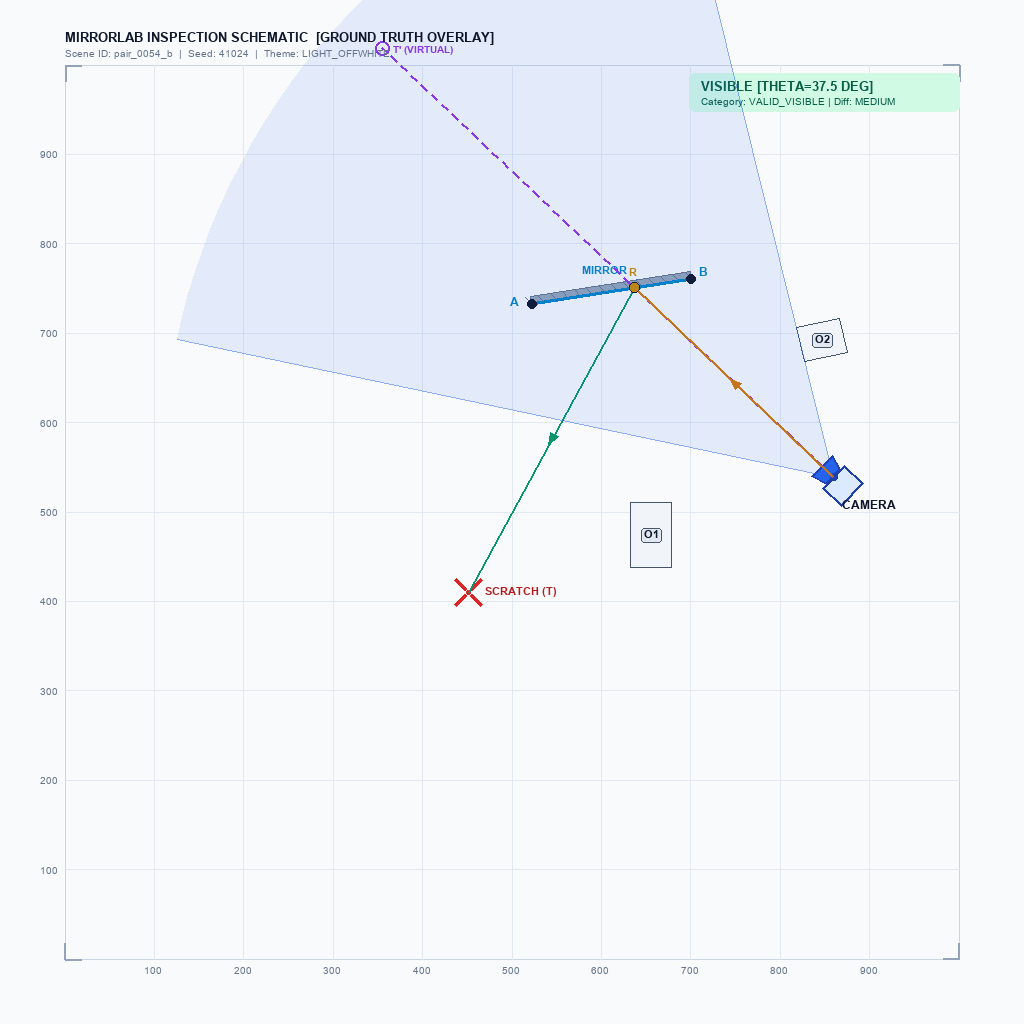 MIRRORLAB INSPECTION SCHEMATIC [GROUND TRUTH OVERLAY]
Scene ID: pair_0054_b | Seed: 41024 | Theme: LIGHT_OFFWHITE
T' (VIRTUAL)
VISIBLE [THETA=37.5 DEG]
Category: VALID_VISIBLE | Diff: MEDIUM
900
800
MIRROR
R
B
A
700
O2
600
CAMERA
500
O1
SCRATCH (T)
400
300
200
100
100
200
300
400
500
600
700
800
900